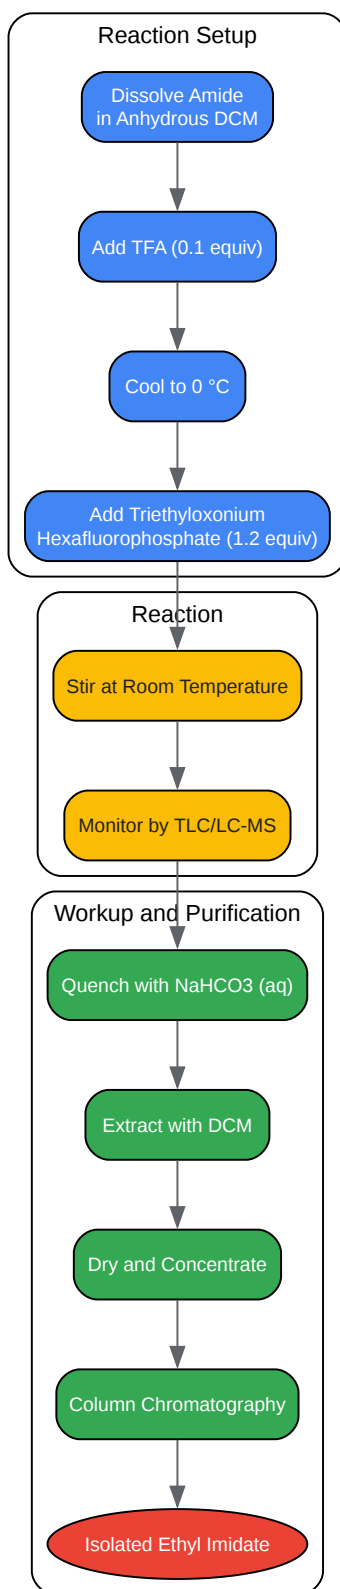 Reaction Setup
Dissolve Amide
in Anhydrous DCM
Add TFA (0.1 equiv)
Cool to 0 °C
Add Triethyloxonium
Hexafluorophosphate (1.2 equiv)
Reaction
Stir at Room Temperature
Monitor by TLC/LC-MS
Workup and Purification
Quench with NaHCO3 (aq)
Extract with DCM
Dry and Concentrate
Column Chromatography
Isolated Ethyl Imidate